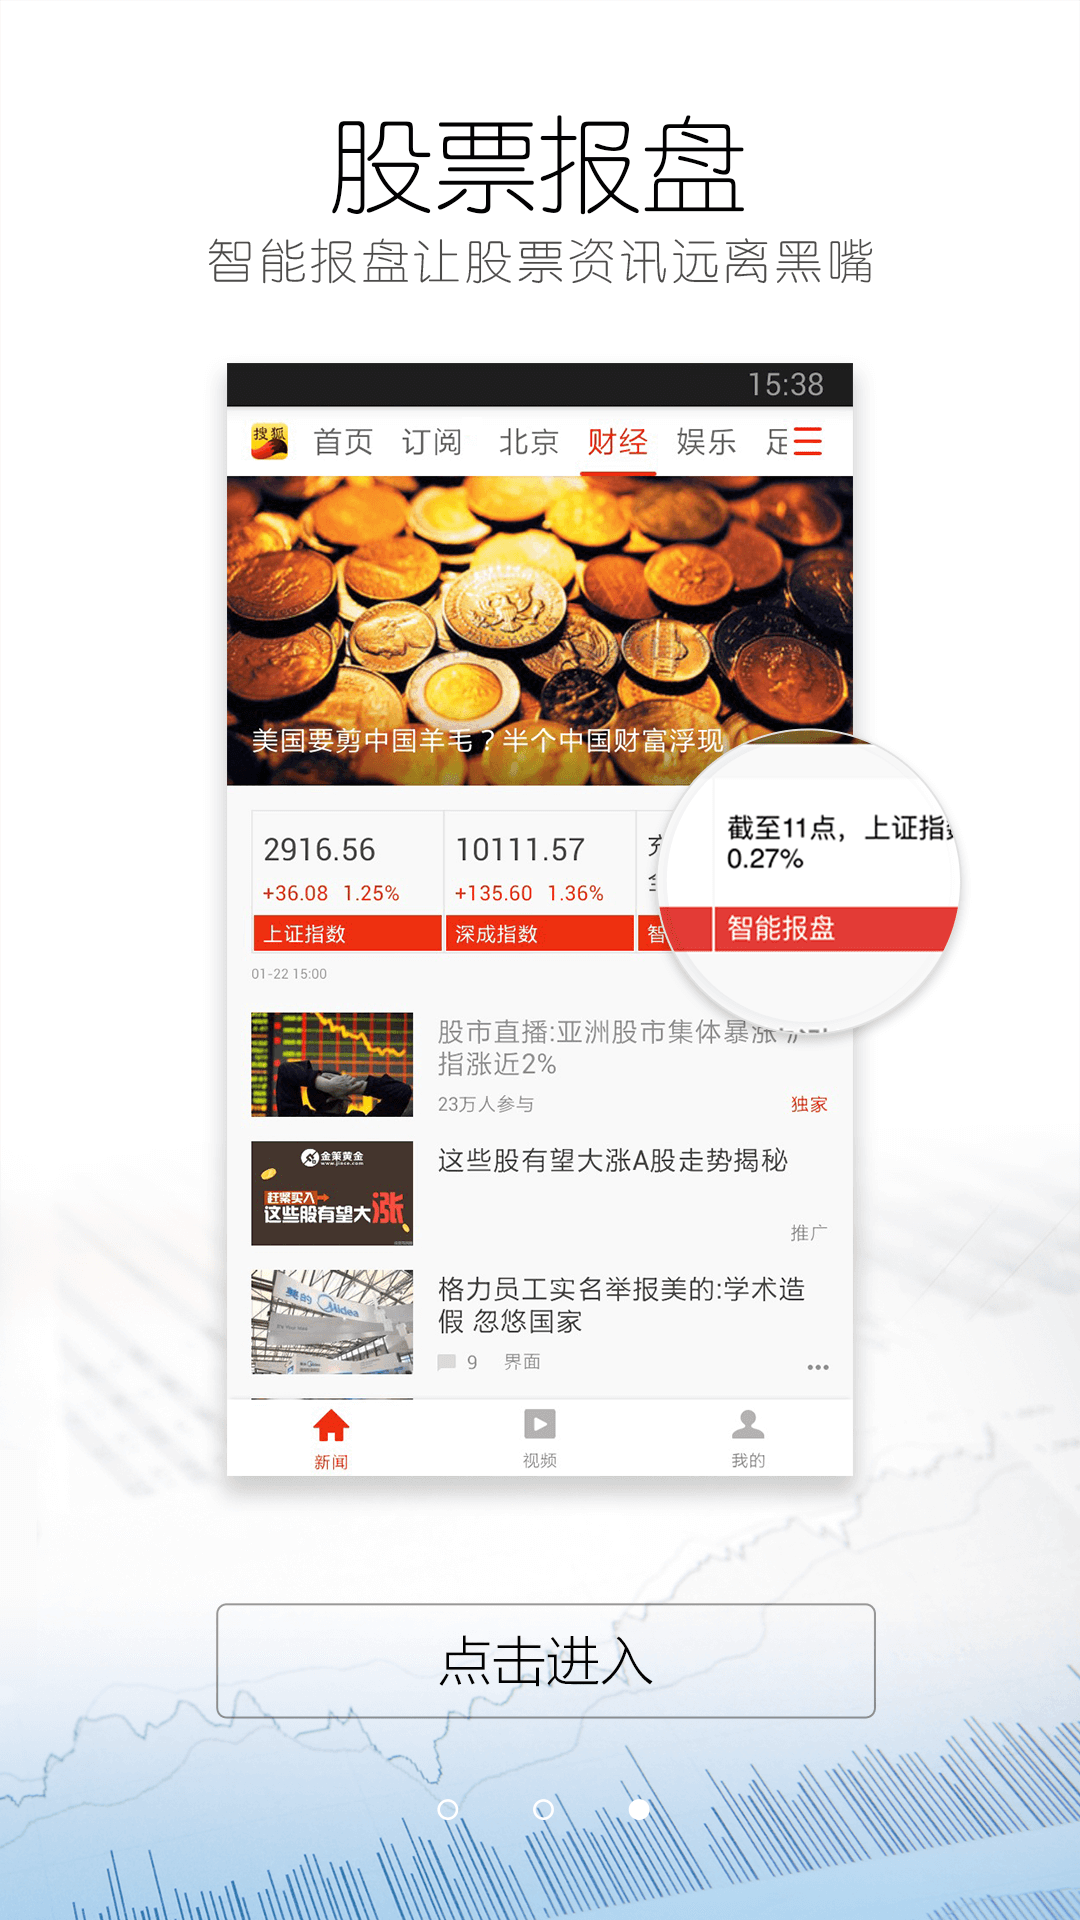 股票报盘
智能报盘让股票资讯远离黑嘴
15:38
搜狐 首页 订阅 北京 财经 娱乐 足
美国要剪中国羊毛？半个中国财富浮现
2916.56
+36.08 1.25%
上证指数
10111.57
+135.60 1.36%
深成指数
智
截至11点，上证指数
0.27%
智能报盘
01-22 15:00
股市直播:亚洲股市集体暴涨
指涨近2%
23万人参与
独家
金策黄金
www.jisce.com
赶紧买入
这些股有望大涨
这些股有望大涨A股走势揭秘
推广
美的 Midea
格力员工实名举报美的:学术造
假 忽悠国家
9 界面
新闻
视频
我的
点击进入